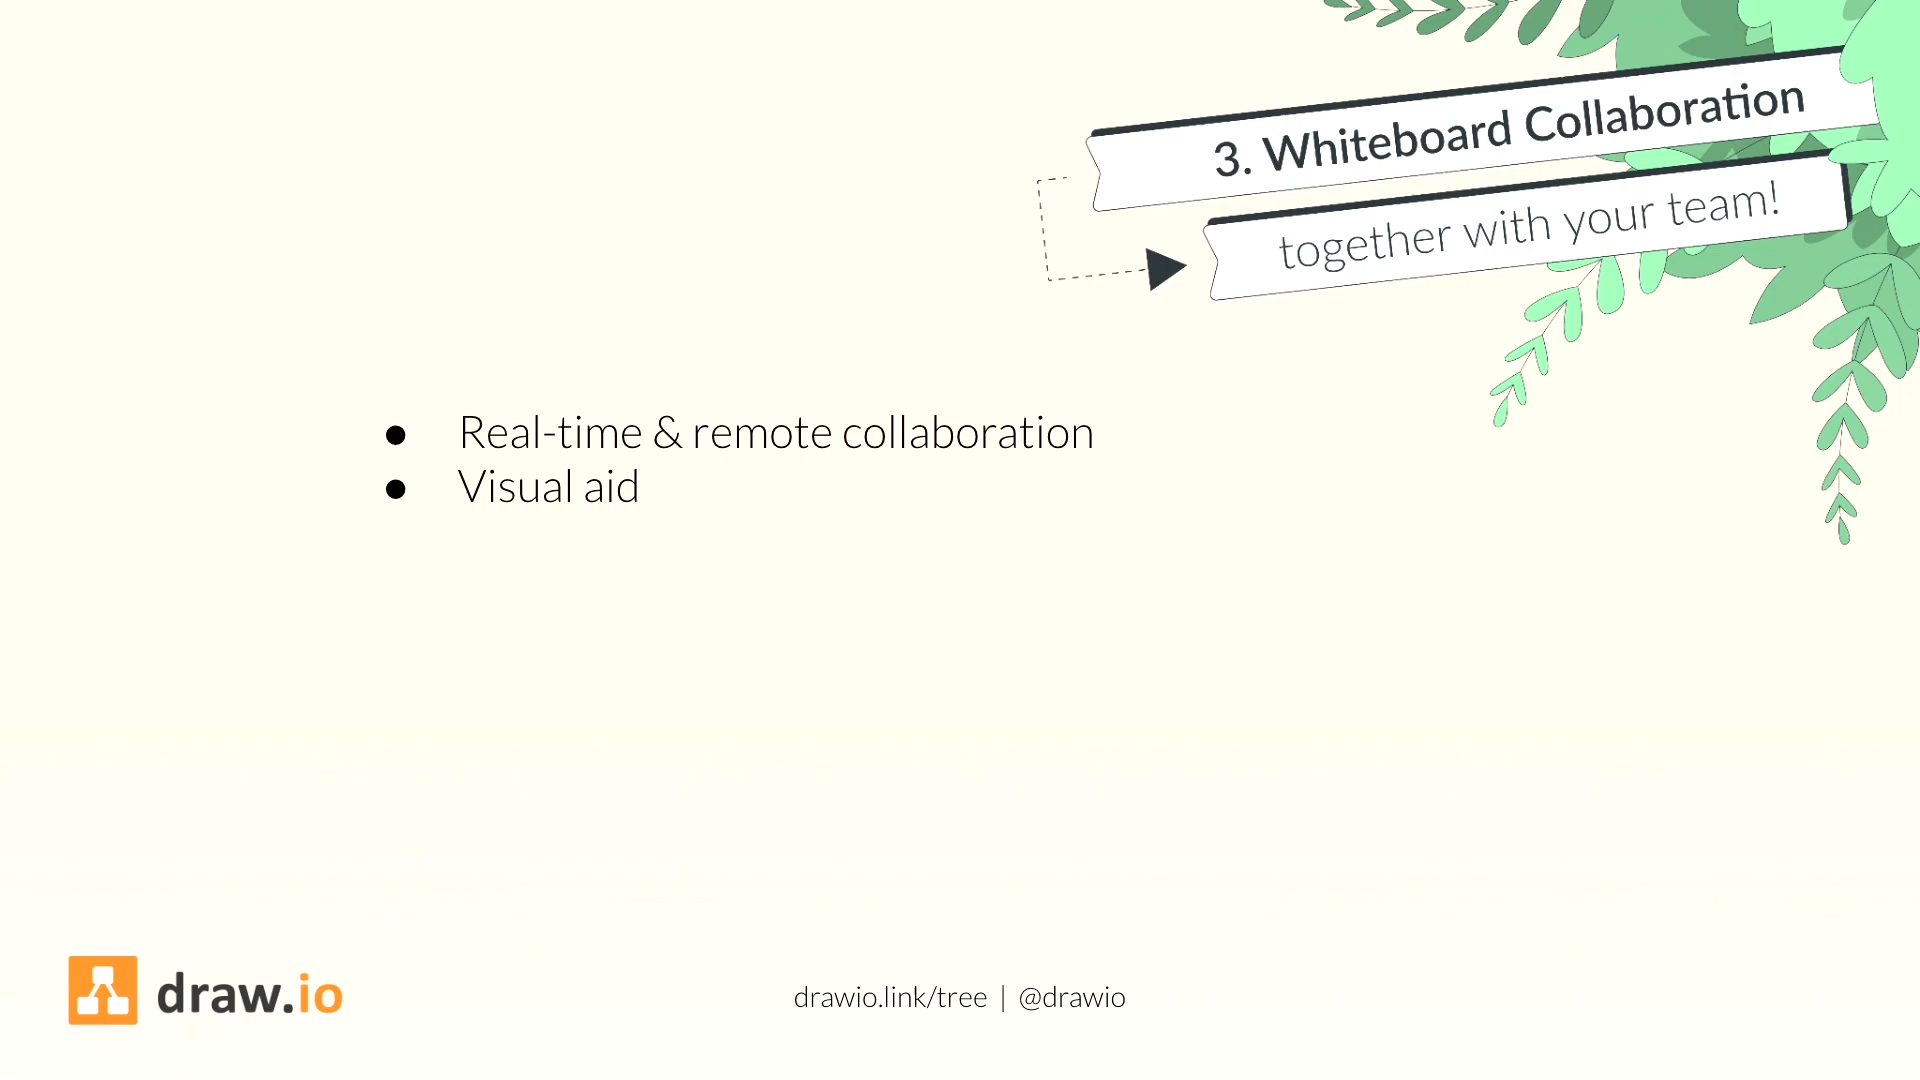 3. Whiteboard Collaboration
together with your team!
● Real-time & remote collaboration
● Visual aid
draw.io
drawio.link/tree | @drawio